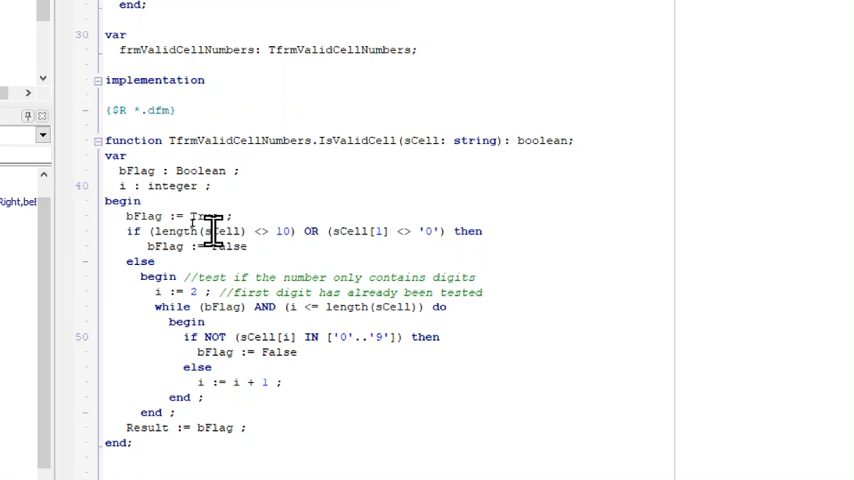 end;
30 var
frmValidCellNumbers: TfrmValidCellNumbers;
implementation
{$R *.dfm}
function TfrmValidCellNumbers.IsValidCell(sCell: string): boolean;
var
bFlag : Boolean ;
40 i : integer ;
begin
bFlag := True ;
if (length(sCell) <> 10) OR (sCell[1] <> '0') then
bFlag := False
else
begin //test if the number only contains digits
i := 2 ; //first digit has already been tested
while (bFlag) AND (i <= length(sCell)) do
begin
50 if NOT (sCell[i] IN ['0'..'9']) then
bFlag := False
else
i := i + 1 ;
end ;
end ;
Result := bFlag ;
end;